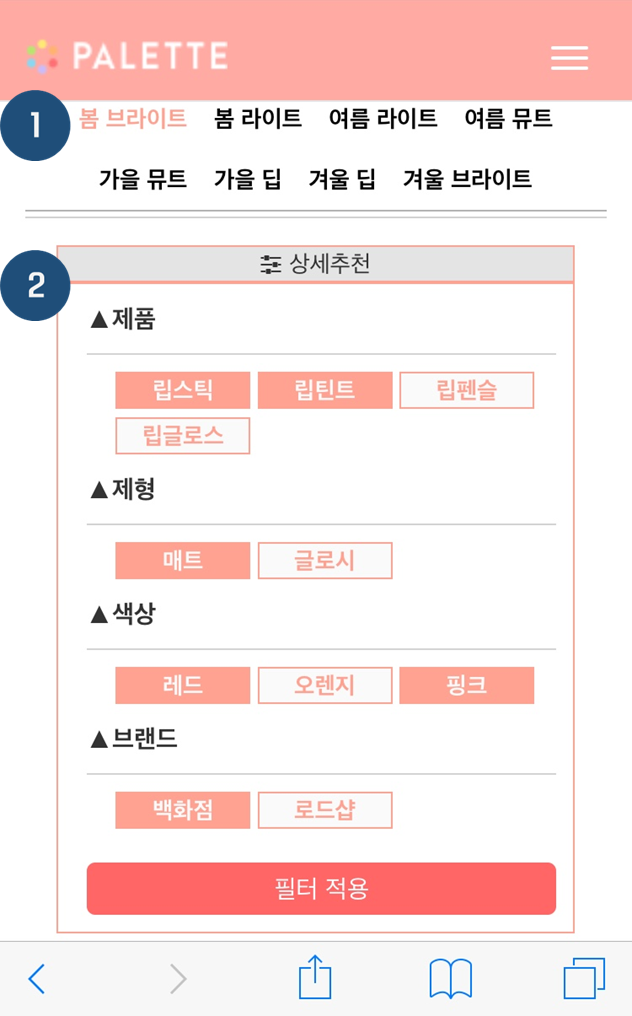 PALETTE
1
봄 브라이트 봄 라이트 여름 라이트 여름 뮤트
가을 뮤트 가을 딥 겨울 딥 겨울 브라이트
2
상세추천
▲제품
립스틱 립틴트 립펜슬
립글로스
▲제형
매트 글로시
▲색상
레드 오렌지 핑크
▲브랜드
백화점 로드샵
필터 적용